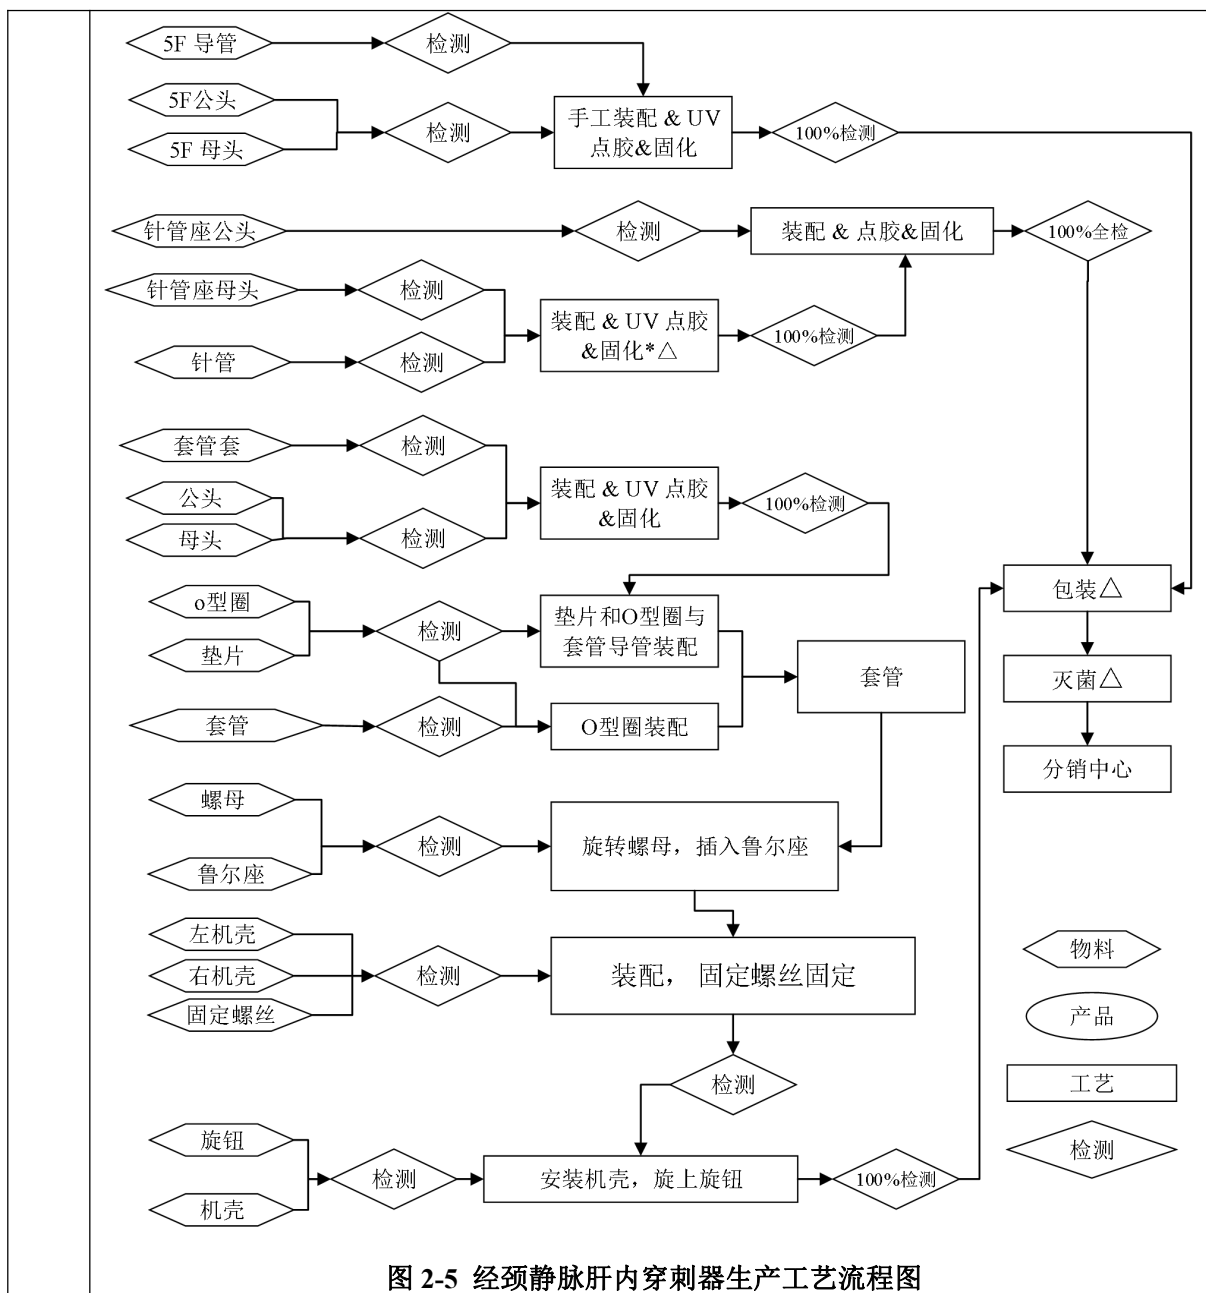 5F 导管
检测
5F公头
5F 母头
检测
手工装配 & UV
点胶&固化
100%检测
针管座公头
检测
装配 & 点胶&固化
100%全检
针管座母头
检测
针管
检测
装配 & UV 点胶
&固化*△
100%检测
套管套
检测
公头
母头
检测
装配 & UV 点胶
&固化
100%检测
o型圈
垫片
检测
垫片和O型圈与
套管导管装配
套管
检测
O型圈装配
套管
包装△
灭菌△
分销中心
螺母
鲁尔座
检测
旋转螺母，插入鲁尔座
左机壳
右机壳
固定螺丝
检测
装配， 固定螺丝固定
检测
旋钮
机壳
检测
安装机壳，旋上旋钮
100%检测
物料
产品
工艺
检测
图 2-5 经颈静脉肝内穿刺器生产工艺流程图